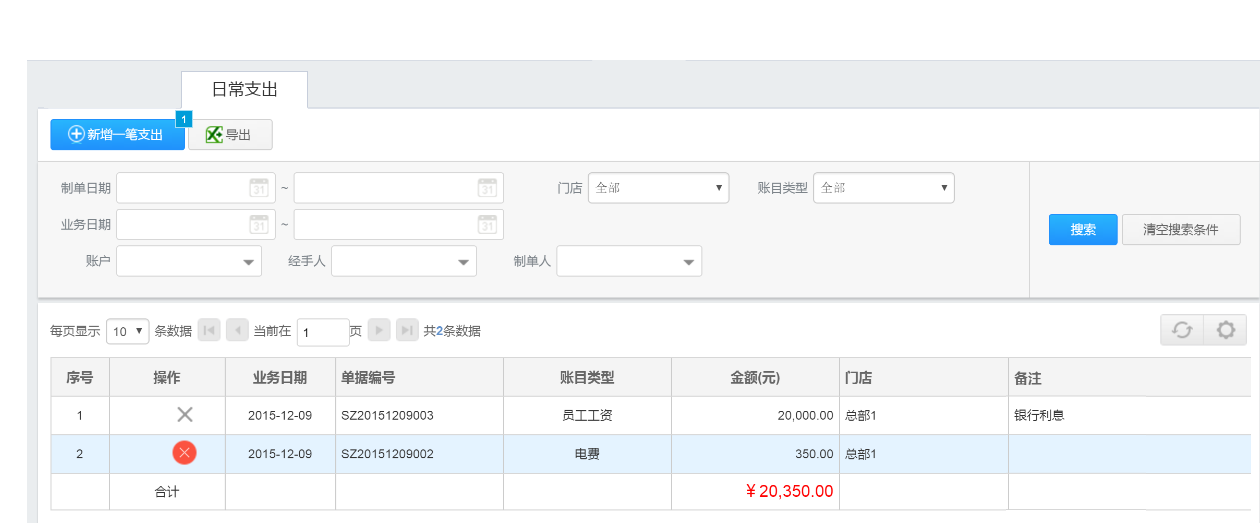 日常支出
新增一笔支出 1 导出
制单日期 31 ~ 31 门店 全部 账目类型 全部
业务日期 31 ~ 31
搜索 清空搜索条件
账户 经手人 制单人
每页显示 10 条数据 当前在 1 页 共2条数据
序号 操作 业务日期 单据编号 账目类型 金额(元) 门店 备注
1 2015-12-09 SZ20151209003 员工工资 20,000.00 总部1 银行利息
2 2015-12-09 SZ20151209002 电费 350.00 总部1
合计 ¥20,350.00